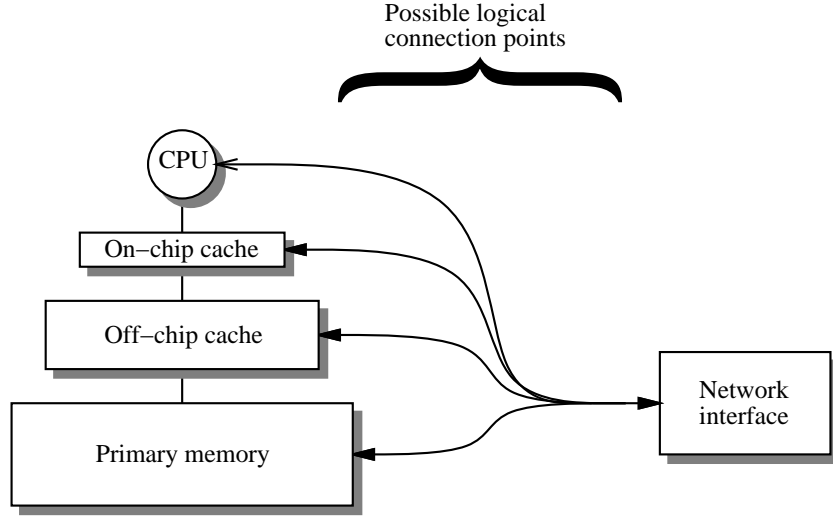 Possible logical
connection points
CPU
On−chip cache
Off−chip cache
Network
interface
Primary memory